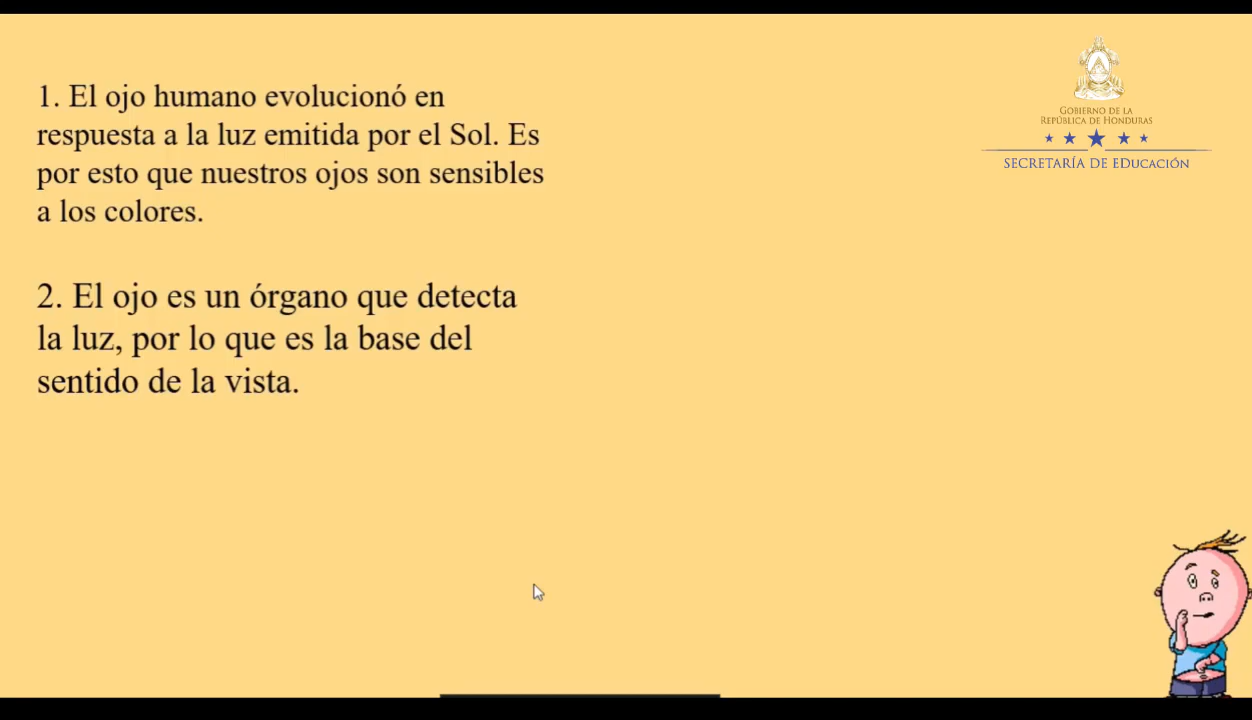 1. El ojo humano evolucionó en
respuesta a la luz emitida por el Sol. Es
por esto que nuestros ojos son sensibles
a los colores.
2. El ojo es un órgano que detecta
la luz, por lo que es la base del
sentido de la vista.
GOBIERNO DE LA
REPÚBLICA DE HONDURAS
SECRETARÍA DE EDUCACIÓN